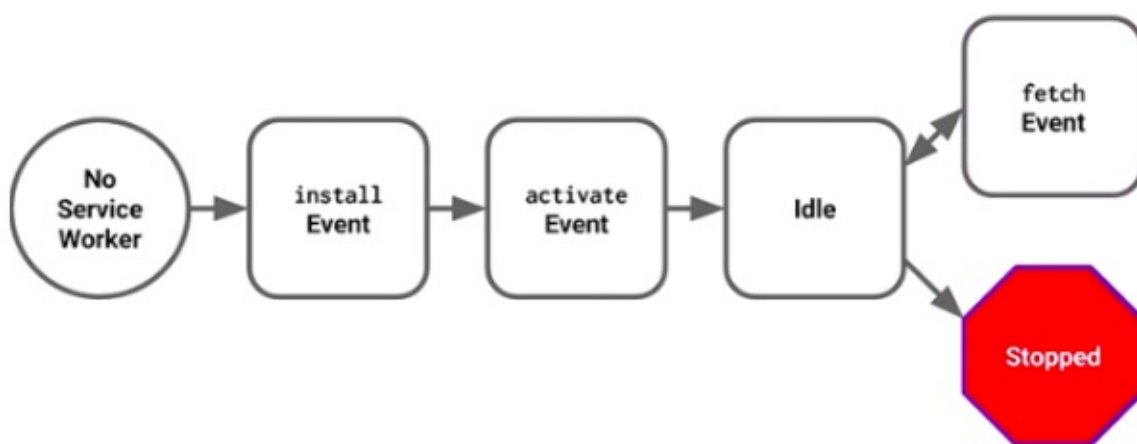 No
Service
Worker
install
Event
activate
Event
Idle
fetch
Event
Stopped